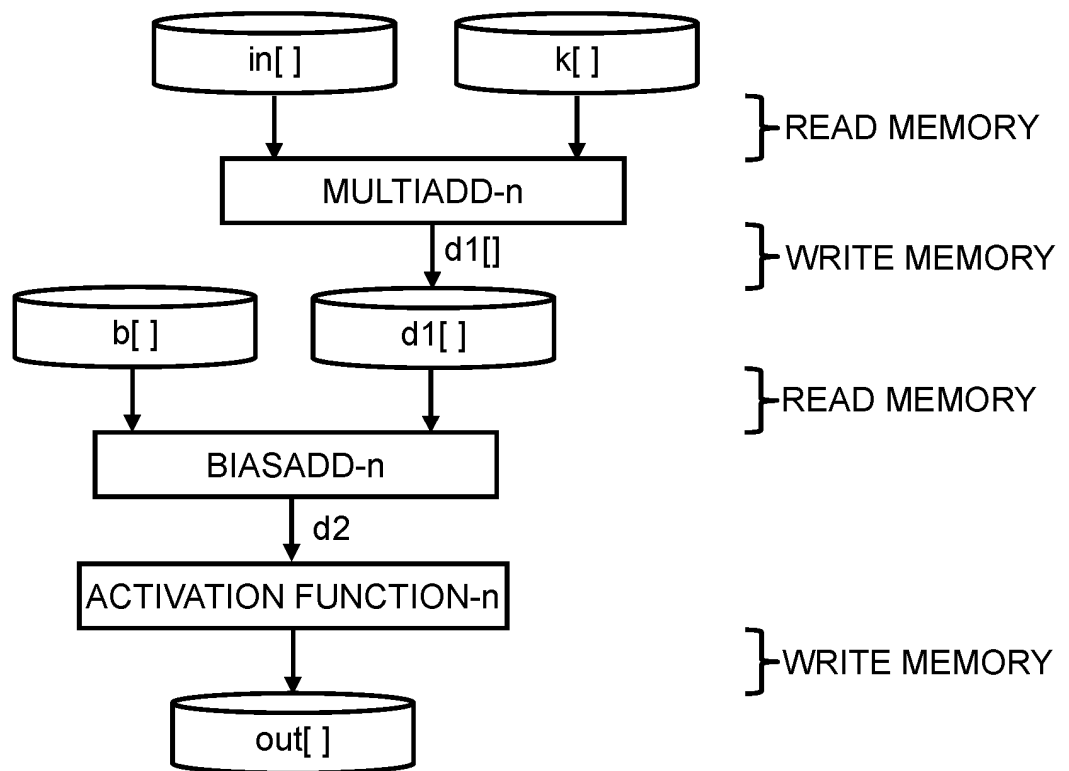 in[ ]
k[ ]
READ MEMORY
MULTIADD-n
d1[]
WRITE MEMORY
b[ ]
d1[ ]
READ MEMORY
BIASADD-n
d2
ACTIVATION FUNCTION-n
WRITE MEMORY
out[ ]